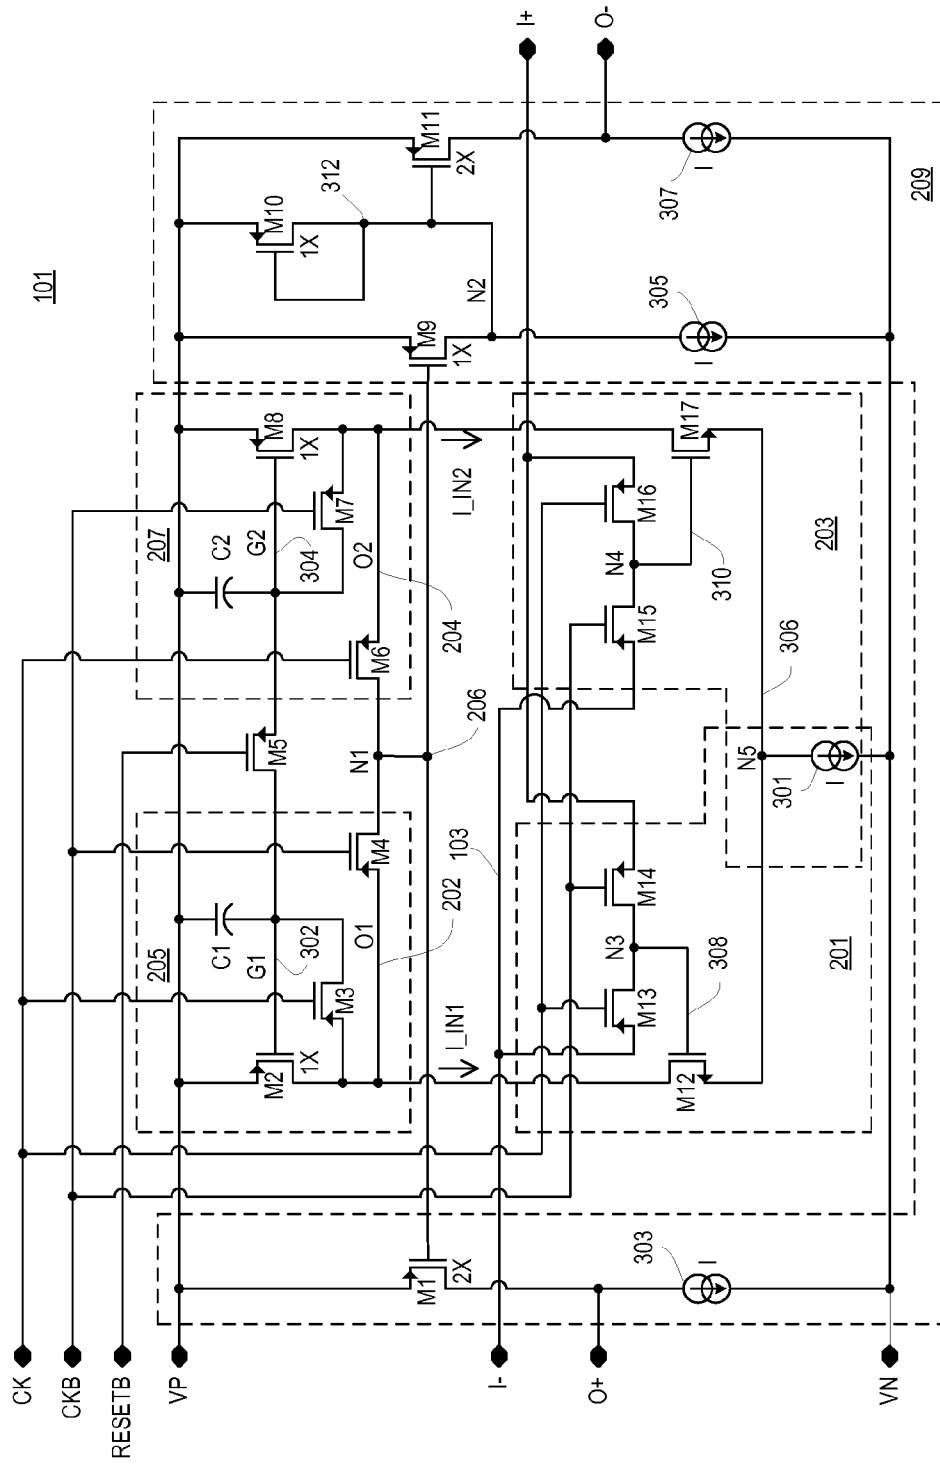 101
I+
O-
M11
2X
312
M10
1X
209
307
I
N2
M9
1X
305
I
M8
1X
207
C2
G2
304
M7
I_IN2
M17
M16
203
O2
N4
310
M6
204
M15
306
M5
206
N1
N5
301
I
M4
103
205
C1
G1
302
O1
202
M14
N3
308
201
M3
M2
1X
I_IN1
M13
M12
M1
2X
303
I
CK
CKB
RESETB
VP
I-
O+
VN